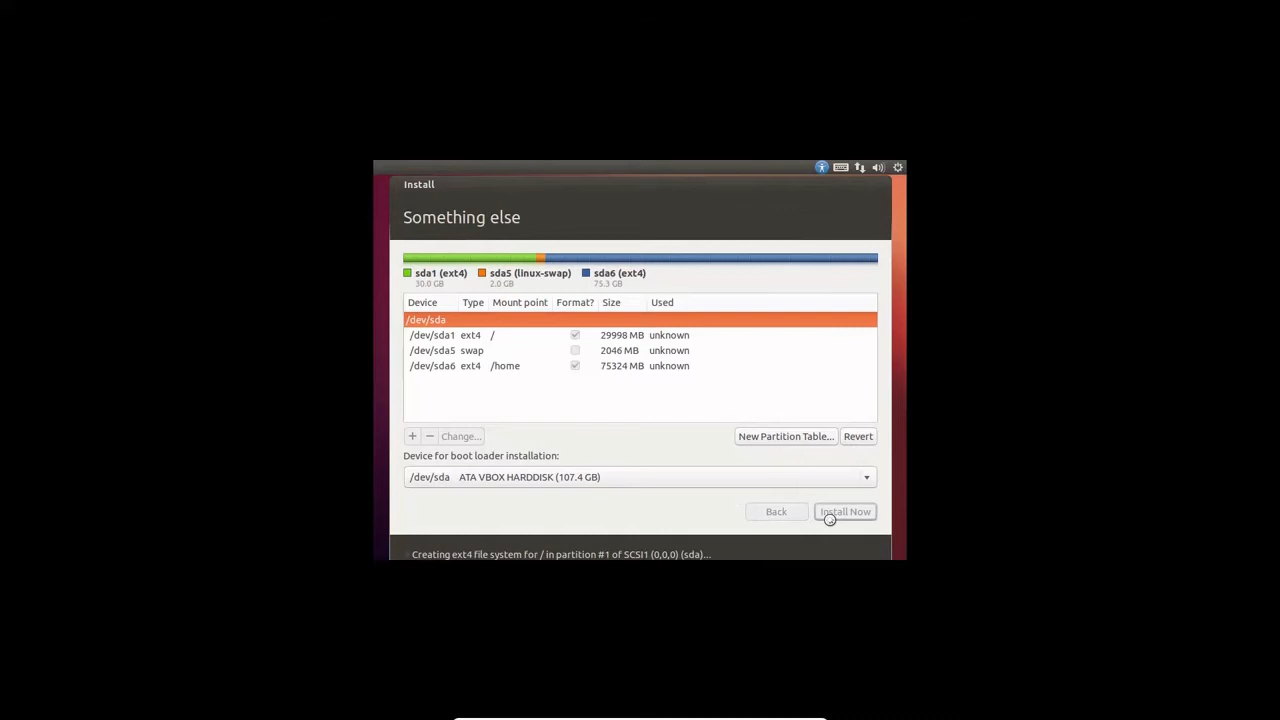 Install
Something else
sda1 (ext4) sda5 (linux-swap) sda6 (ext4)
30.0 GB 2.0 GB 75.3 GB
Device Type Mount point Format? Size Used
/dev/sda
/dev/sda1 ext4 / 29998 MB unknown
/dev/sda5 swap 2046 MB unknown
/dev/sda6 ext4 /home 75324 MB unknown
+ − Change... New Partition Table... Revert
Device for boot loader installation:
/dev/sda ATA VBOX HARDDISK (107.4 GB)
Back Install Now
Creating ext4 file system for / in partition #1 of SCSI1 (0,0,0) (sda)...